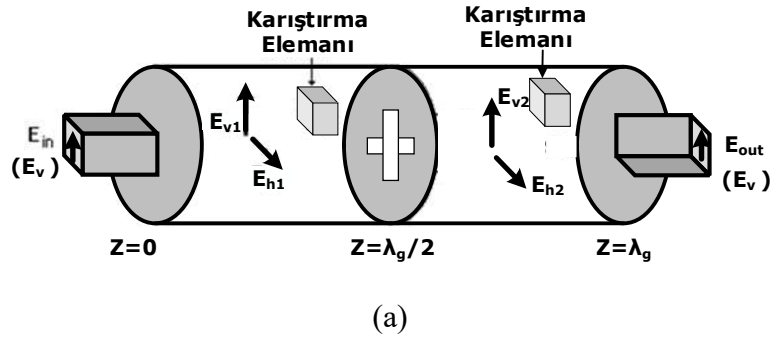 Karıştırma
Elemanı
Karıştırma
Elemanı
E_in
(E_v)
E_v1
E_h1
E_v2
E_h2
E_out
(E_v)
Z=0
Z=λ_g/2
Z=λ_g
(a)